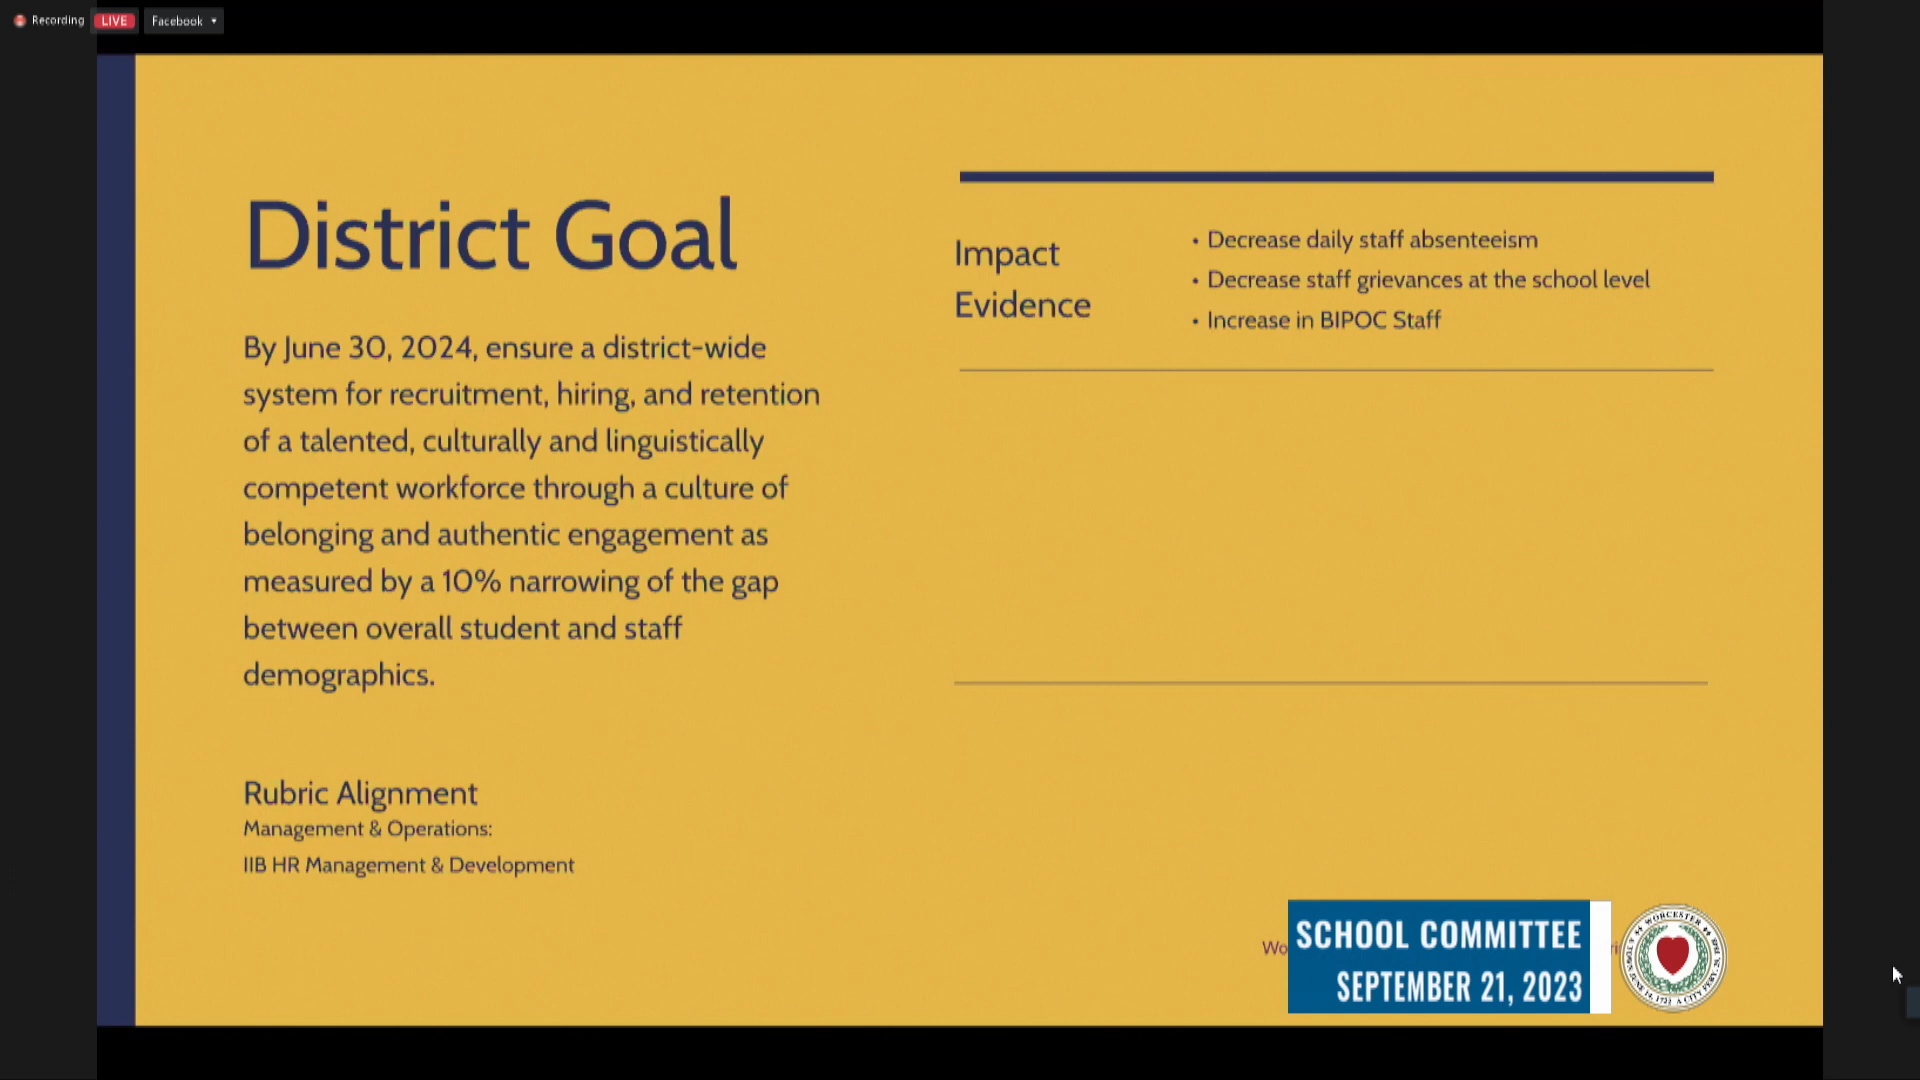 Recording LIVE Facebook
District Goal
By June 30, 2024, ensure a district-wide
system for recruitment, hiring, and retention
of a talented, culturally and linguistically
competent workforce through a culture of
belonging and authentic engagement as
measured by a 10% narrowing of the gap
between overall student and staff
demographics.
Rubric Alignment
Management & Operations:
IIB HR Management & Development
Impact
Evidence
• Decrease daily staff absenteeism
• Decrease staff grievances at the school level
• Increase in BIPOC Staff
SCHOOL COMMITTEE
SEPTEMBER 21, 2023
WORCESTER